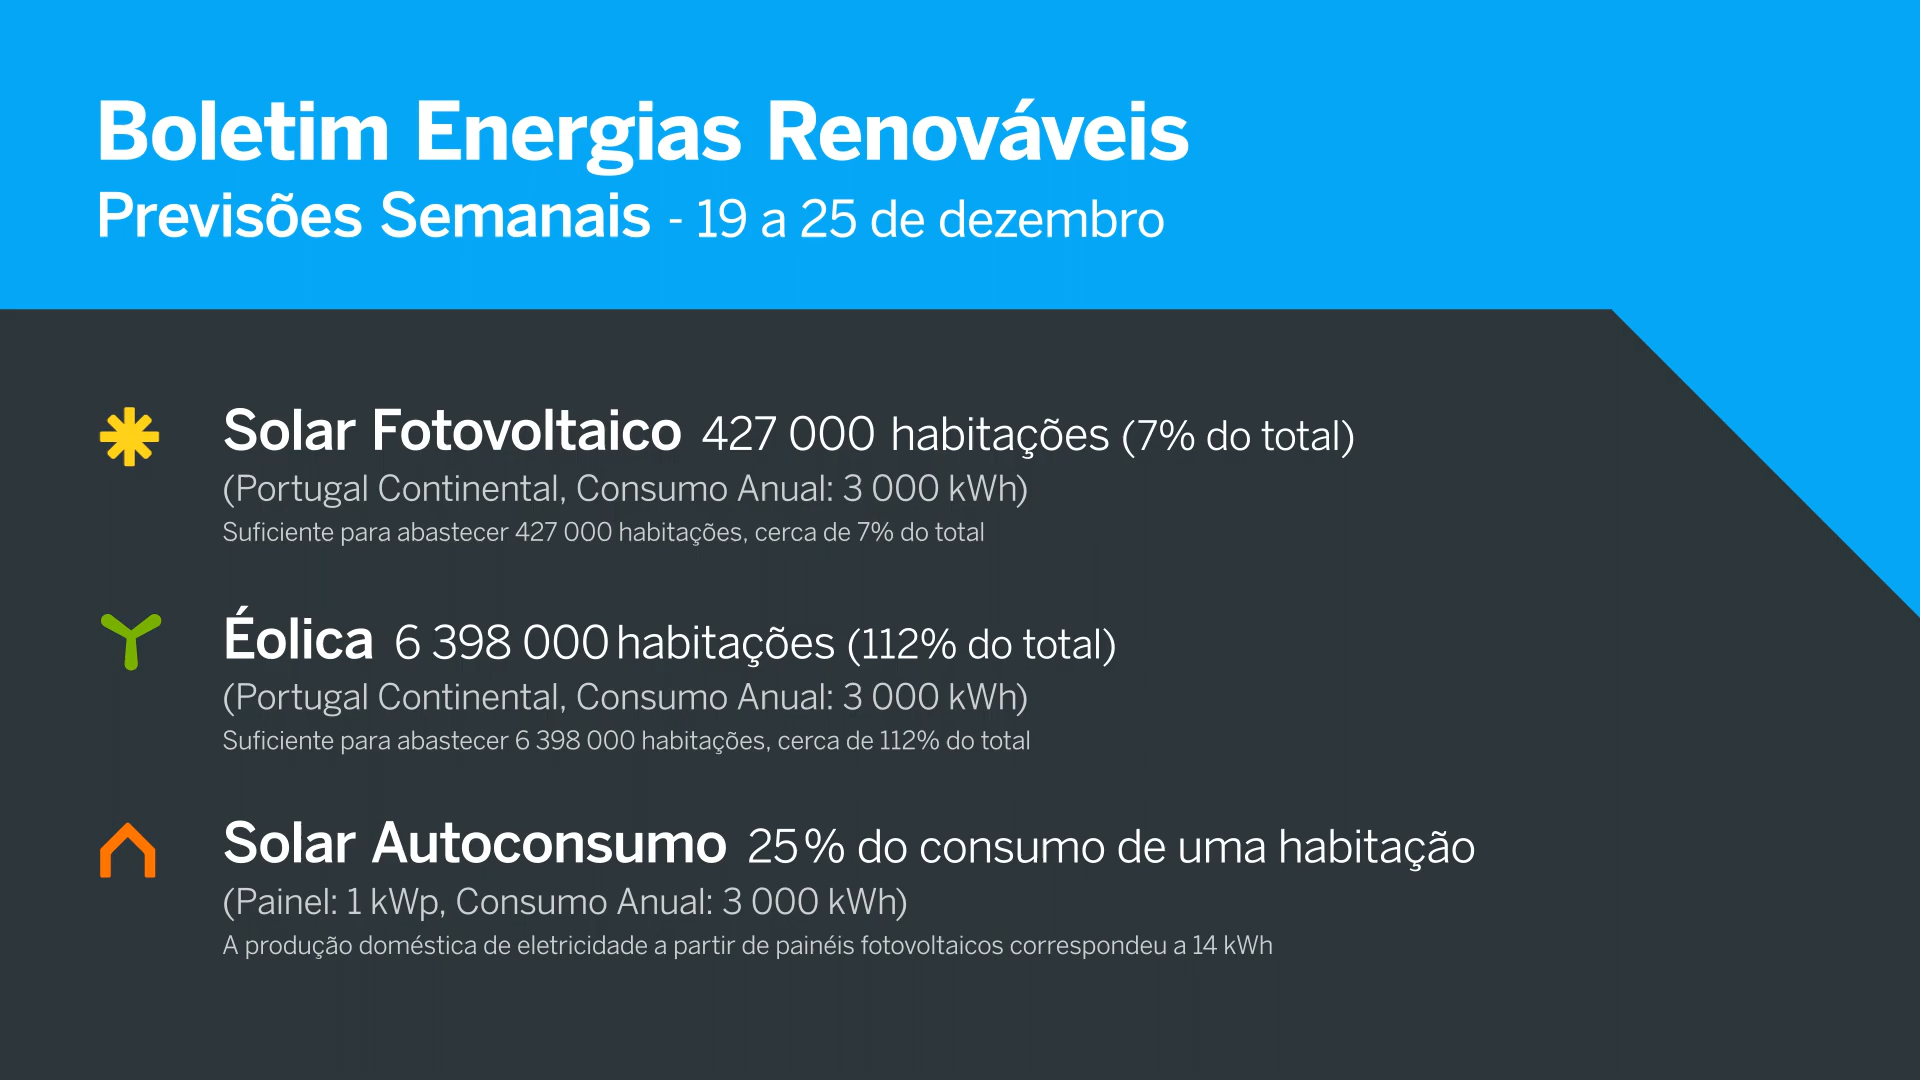 Boletim Energias Renováveis
Previsões Semanais - 19 a 25 de dezembro
Solar Fotovoltaico 427 000 habitações (7% do total)
(Portugal Continental, Consumo Anual: 3 000 kWh)
Suficiente para abastecer 427 000 habitações, cerca de 7% do total
Éolica 6 398 000 habitações (112% do total)
(Portugal Continental, Consumo Anual: 3 000 kWh)
Suficiente para abastecer 6 398 000 habitações, cerca de 112% do total
Solar Autoconsumo 25 % do consumo de uma habitação
(Painel: 1 kWp, Consumo Anual: 3 000 kWh)
A produção doméstica de eletricidade a partir de painéis fotovoltaicos correspondeu a 14 kWh